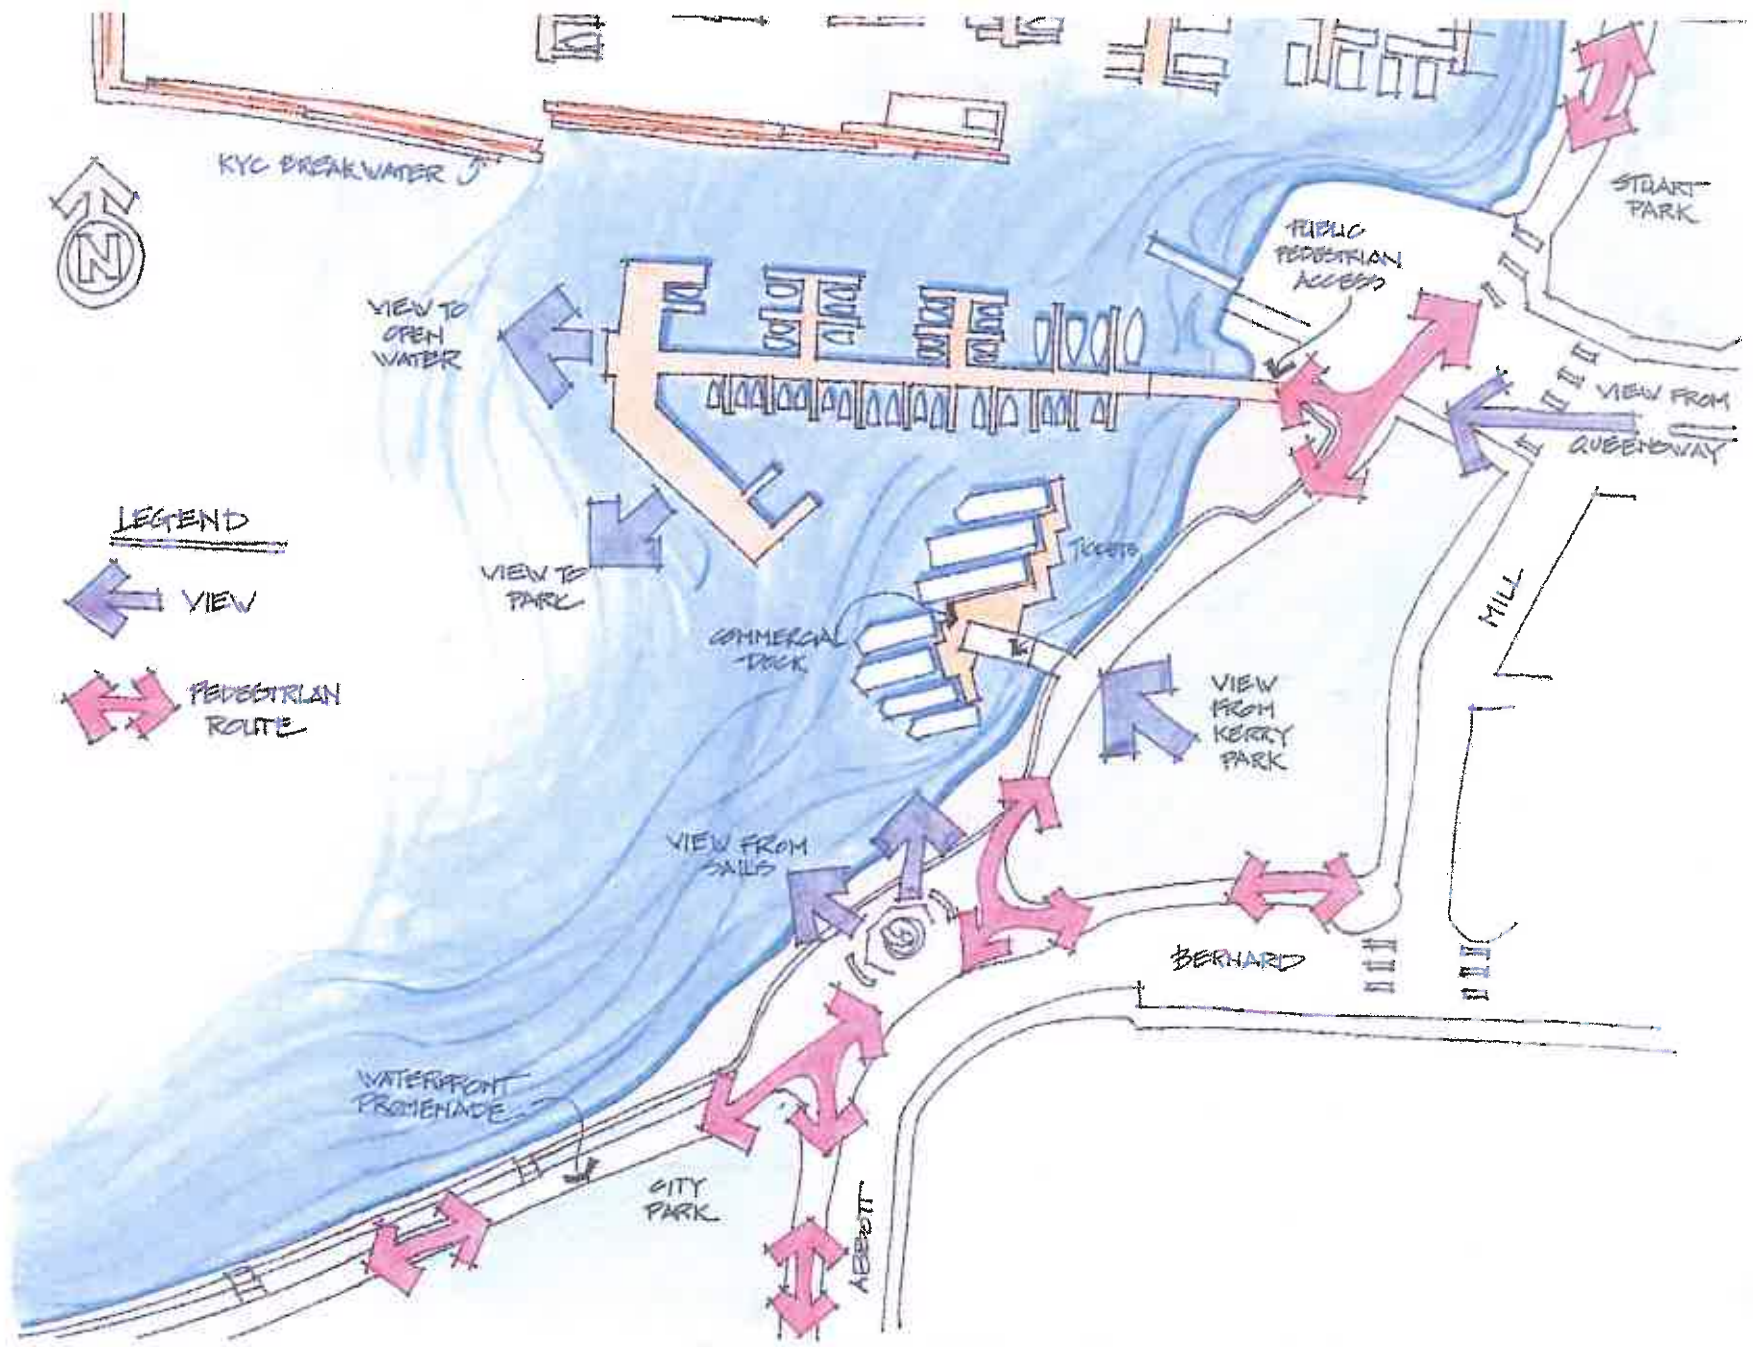 KYC BREAKWATER
N
STUART
PARK
PUBLIC
PEDESTRIAN
ACCESS
VIEW TO
OPEN
WATER
VIEW FROM
QUEENSWAY
LEGEND
VIEW
PEDESTRIAN
ROUTE
VIEW TO
PARK
TICKETS
COMMERCIAL
DOCK
MILL
VIEW
FROM
KERRY
PARK
VIEW FROM
SAILS
BERNARD
WATERFRONT
PROMENADE
CITY
PARK
ABBOTT